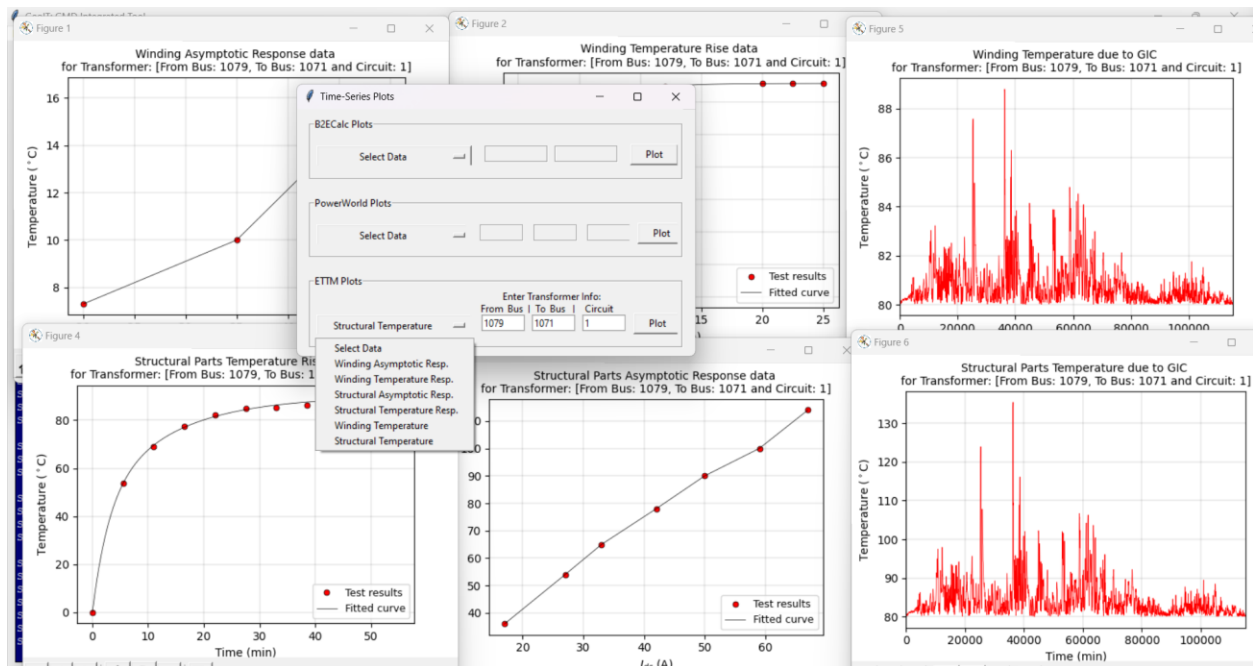 GeoIT: GMD Integrated Tool
Figure 1
Winding Asymptotic Response data
for Transformer: [From Bus: 1079, To Bus: 1071 and Circuit: 1]
Temperature (°C)
16
14
12
10
8
Figure 2
Winding Temperature Rise data
for Transformer: [From Bus: 1079, To Bus: 1071 and Circuit: 1]
15
20
25
Test results
Fitted curve
Figure 5
Winding Temperature due to GIC
for Transformer: [From Bus: 1079, To Bus: 1071 and Circuit: 1]
Temperature (°C)
88
86
84
82
80
0
20000
40000
60000
80000
100000
Time-Series Plots
B2ECalc Plots
Select Data
Plot
PowerWorld Plots
Select Data
Plot
ETTM Plots
Enter Transformer Info:
From Bus | To Bus | Circuit
Structural Temperature
1079
1071
1
Plot
Select Data
Winding Asymptotic Resp.
Winding Temperature Resp.
Structural Asymptotic Resp.
Structural Temperature Resp.
Winding Temperature
Structural Temperature
Figure 4
Structural Parts Temperature Ris
for Transformer: [From Bus: 1079, To Bus: 1
Temperature (°C)
80
60
40
20
0
0
10
20
30
40
50
Time (min)
Test results
Fitted curve
Structural Parts Asymptotic Response data
for Transformer: [From Bus: 1079, To Bus: 1071 and Circuit: 1]
80
70
60
50
40
20
30
40
50
60
Test results
Fitted curve
Figure 6
Structural Parts Temperature due to GIC
for Transformer: [From Bus: 1079, To Bus: 1071 and Circuit: 1]
Temperature (°C)
130
120
110
100
90
80
0
20000
40000
60000
80000
100000
Time (min)